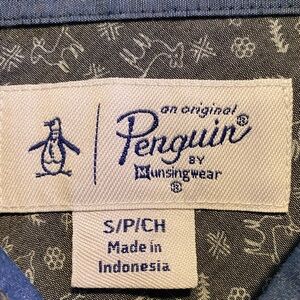 an original
Penguin®
BY
Munsingwear
®
S/P/CH
Made in
Indonesia